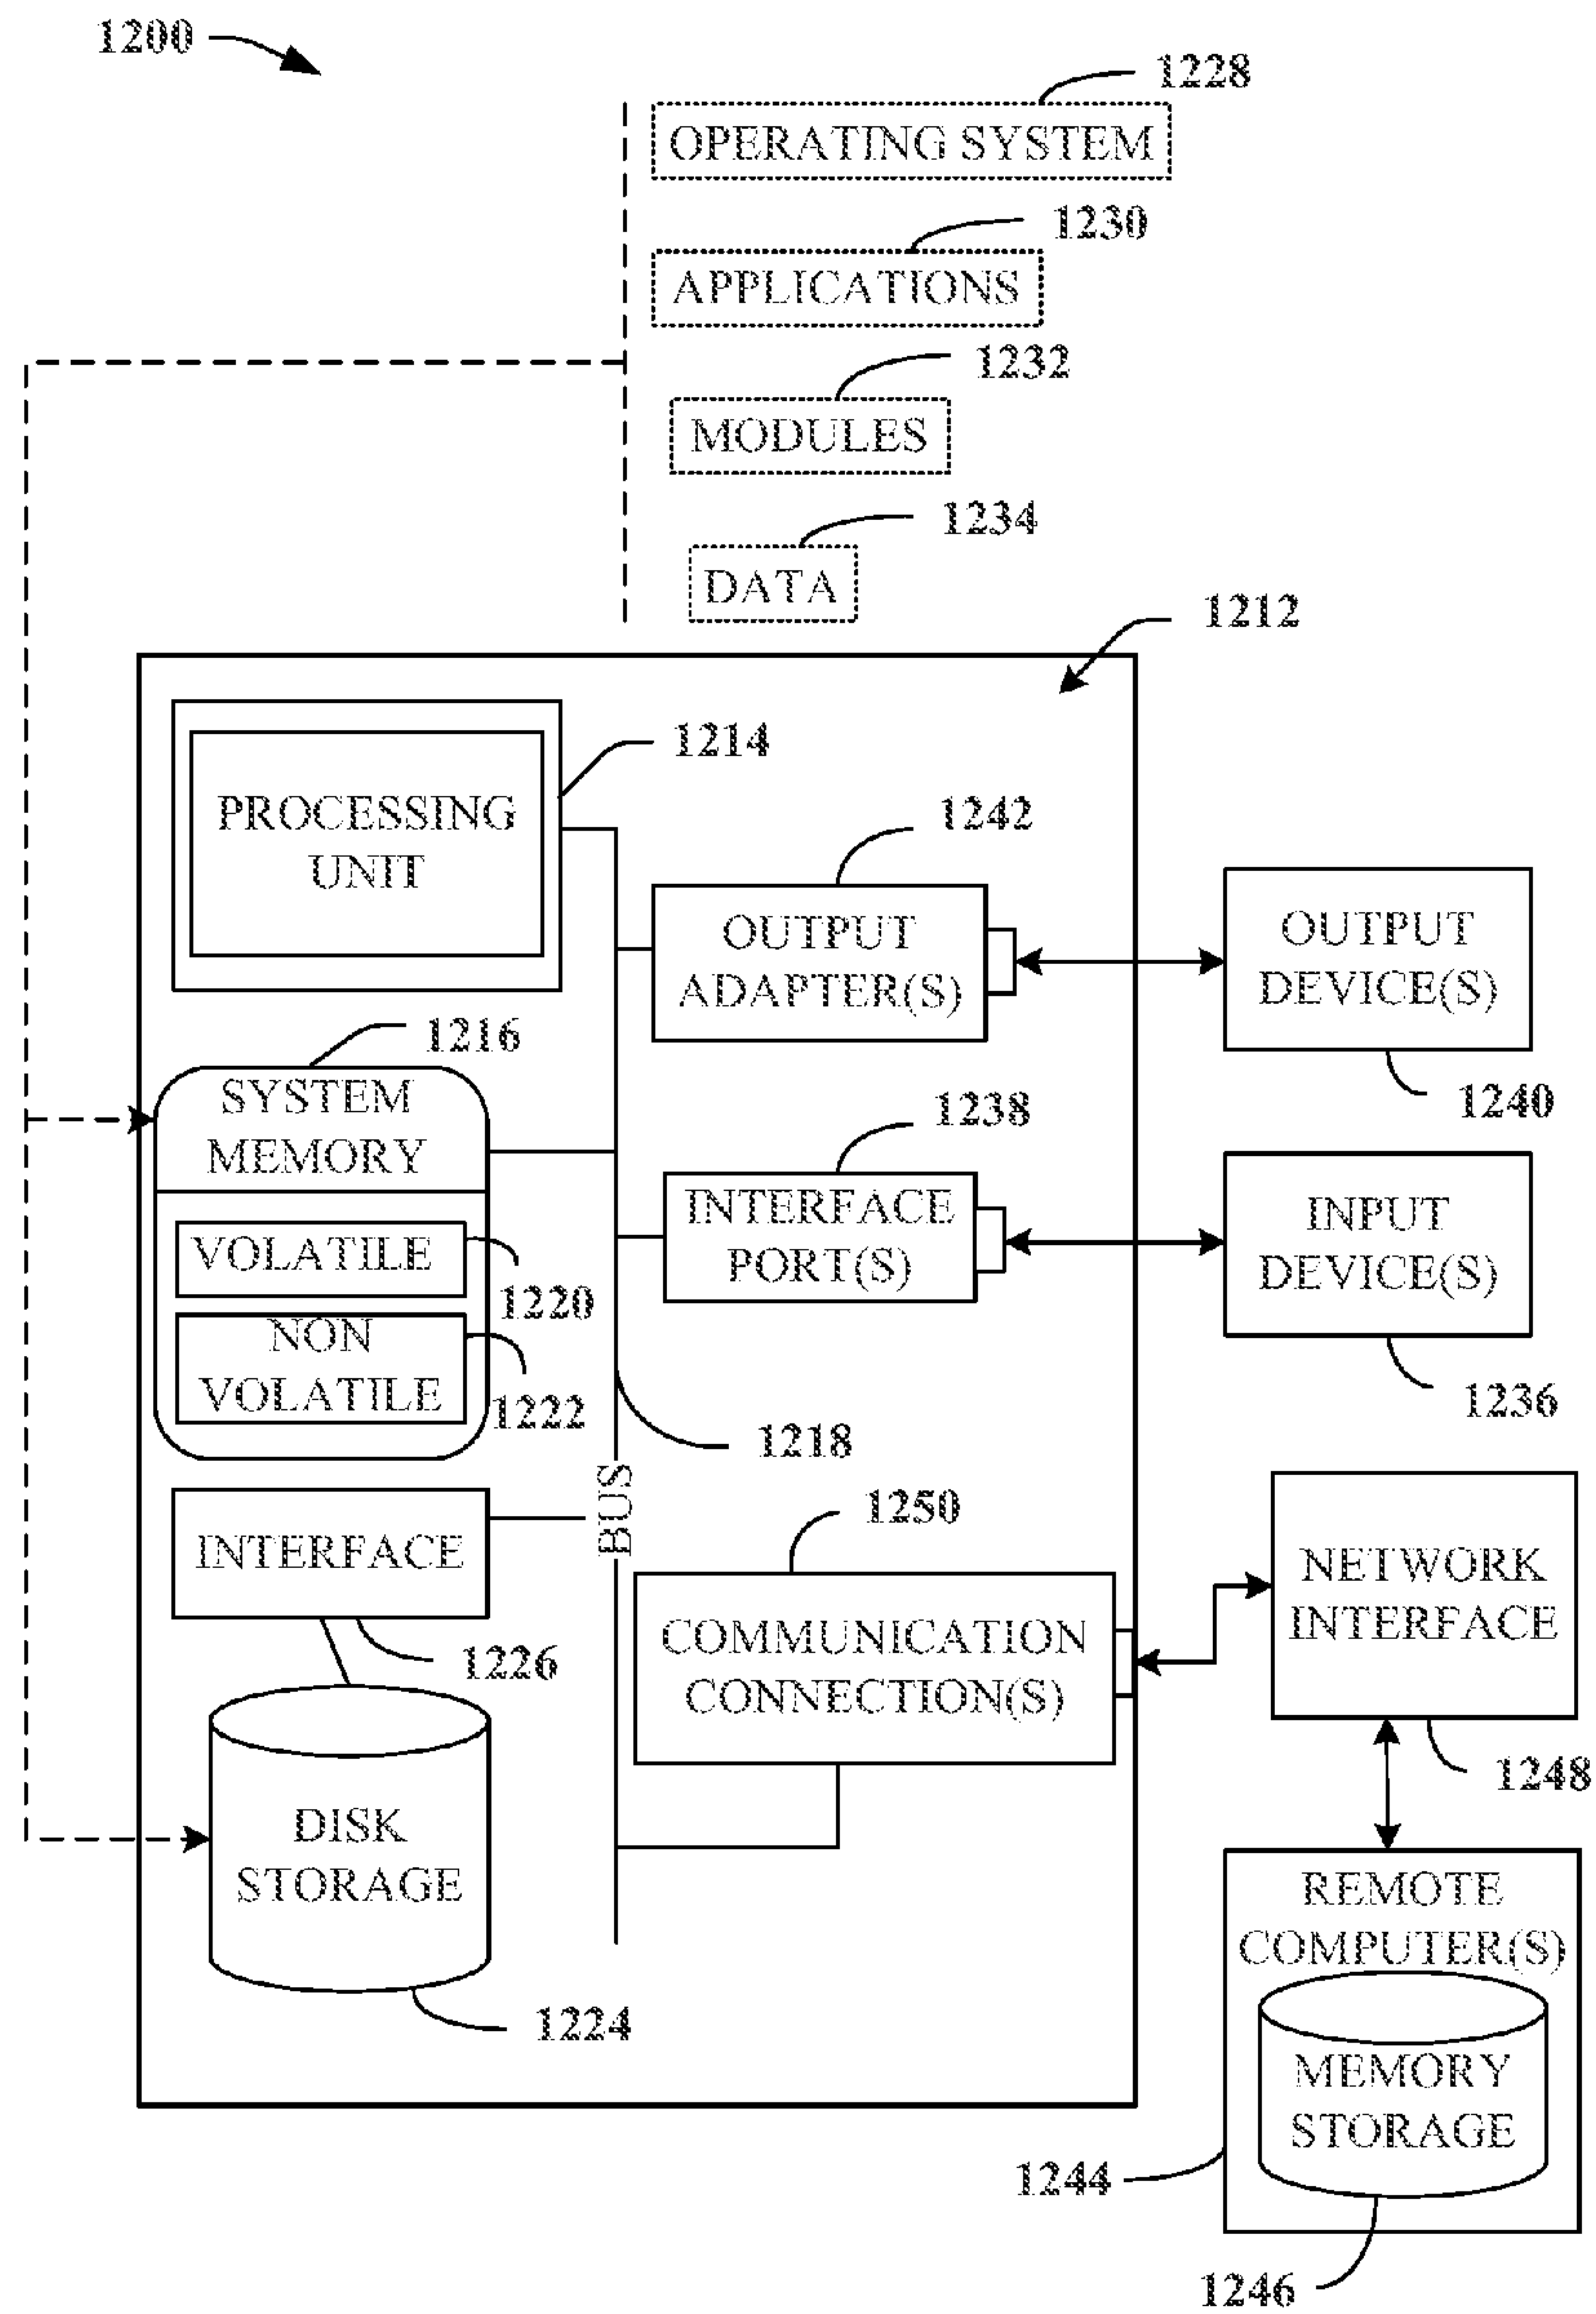 1200
1228
OPERATING SYSTEM
1230
APPLICATIONS
1232
MODULES
1234
DATA
1212
1214
PROCESSING
UNIT
1242
OUTPUT
ADAPTER(S)
OUTPUT
DEVICE(S)
1240
1216
SYSTEM
MEMORY
1238
INTERFACE
PORT(S)
INPUT
DEVICE(S)
1236
VOLATILE
1220
NON
VOLATILE
1222
1218
BUS
INTERFACE
1226
1250
COMMUNICATION
CONNECTION(S)
NETWORK
INTERFACE
1248
DISK
STORAGE
1224
REMOTE
COMPUTER(S)
MEMORY
STORAGE
1244
1246